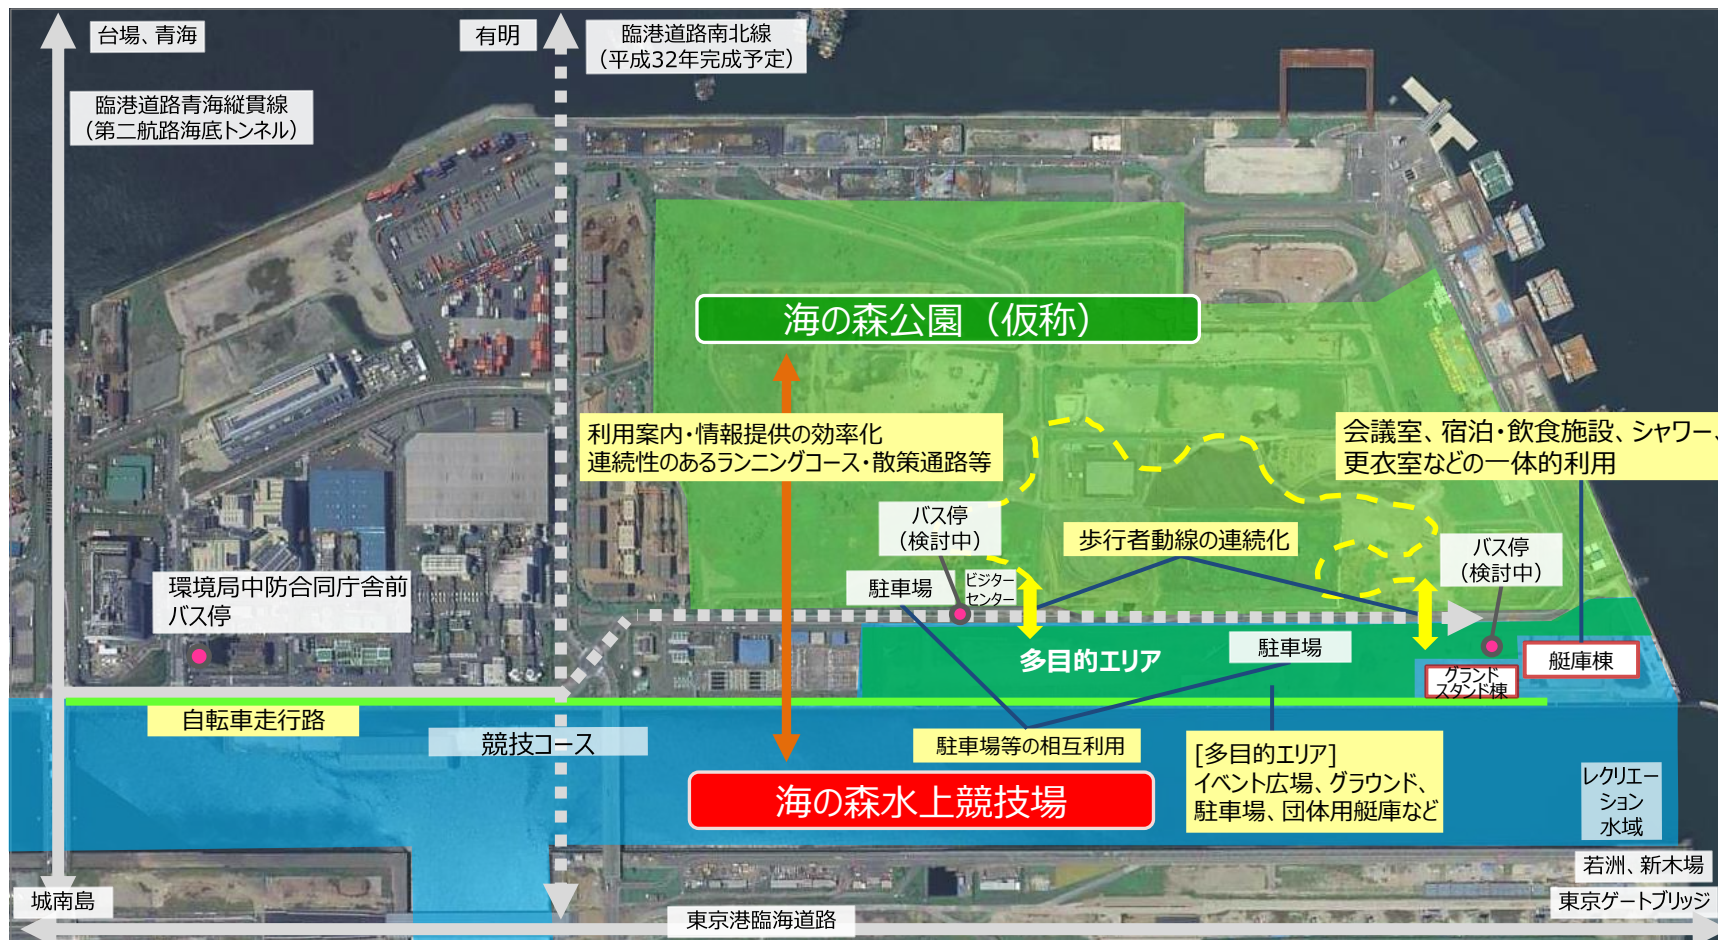 台場、青海
有明
臨港道路南北線
（平成32年完成予定）
臨港道路青海縦貫線
（第二航路海底トンネル）
海の森公園（仮称）
利用案内・情報提供の効率化
連続性のあるランニングコース・散策通路等
会議室、宿泊・飲食施設、シャワー、
更衣室などの一体的利用
バス停
（検討中）
歩行者動線の連続化
バス停
（検討中）
環境局中防合同庁舎前
バス停
駐車場
ビジター
センター
多目的エリア
駐車場
艇庫棟
グランド
スタンド棟
自転車走行路
競技コース
駐車場等の相互利用
[多目的エリア]
イベント広場、グラウンド、
駐車場、団体用艇庫など
海の森水上競技場
レクリエー
ション
水域
若洲、新木場
城南島
東京港臨海道路
東京ゲートブリッジ